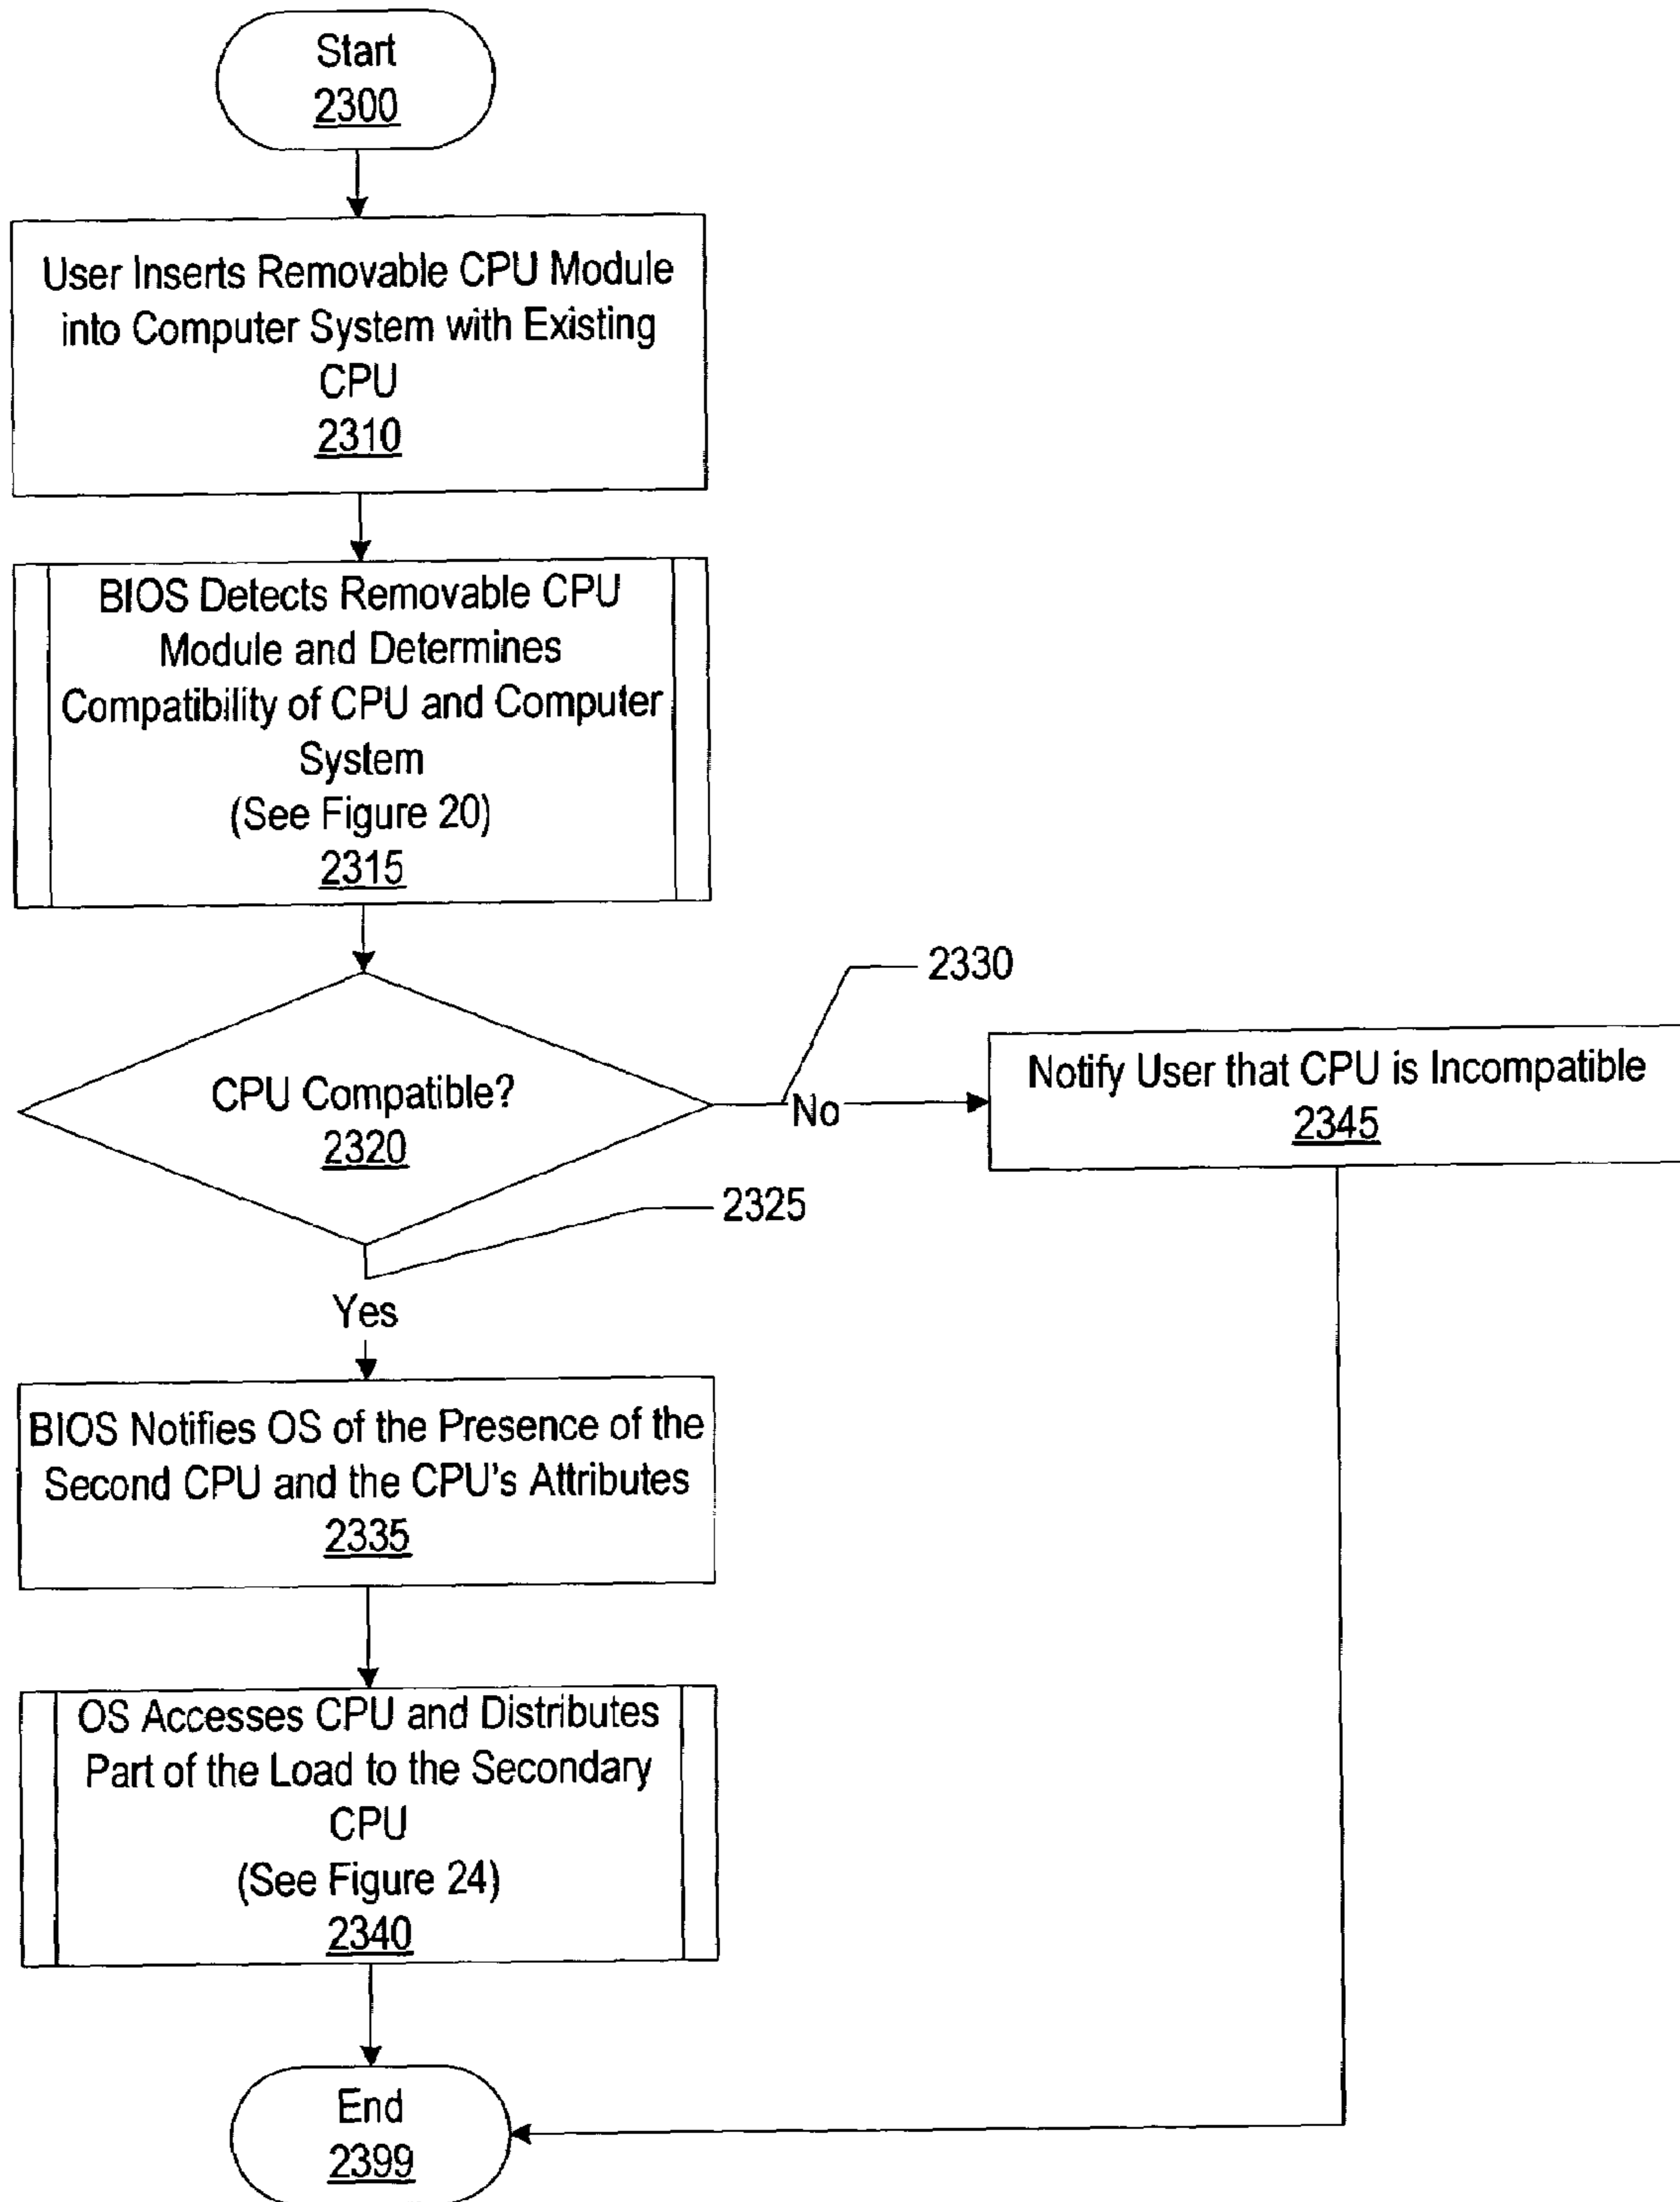 Start
2300
User Inserts Removable CPU Module
into Computer System with Existing
CPU
2310
BIOS Detects Removable CPU
Module and Determines
Compatibility of CPU and Computer
System
(See Figure 20)
2315
CPU Compatible?
2320
2330
No
Notify User that CPU is Incompatible
2345
2325
Yes
BIOS Notifies OS of the Presence of the
Second CPU and the CPU's Attributes
2335
OS Accesses CPU and Distributes
Part of the Load to the Secondary
CPU
(See Figure 24)
2340
End
2399